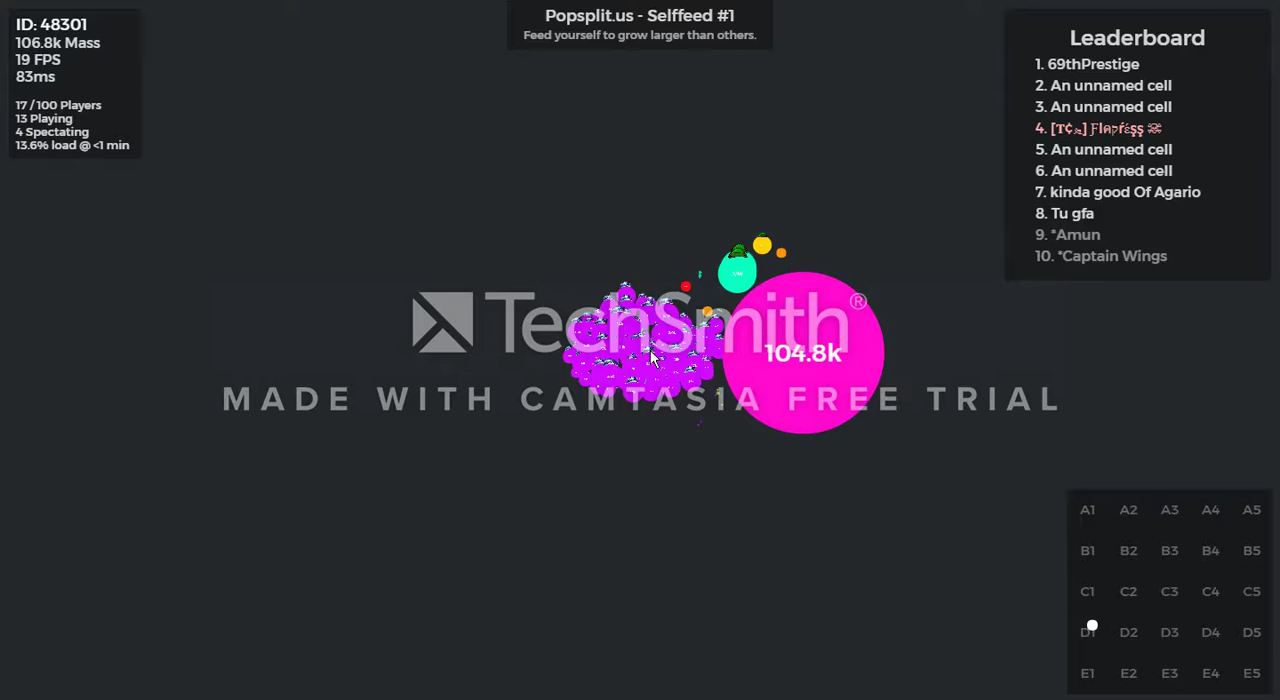 ID: 48301
106.8k Mass
19 FPS
83ms
17 / 100 Players
13 Playing
4 Spectating
13.6% load @ <1 min
Popsplit.us - Selffeed #1
Feed yourself to grow larger than others.
Leaderboard
1. 69thPrestige
2. An unnamed cell
3. An unnamed cell
4.
5. An unnamed cell
6. An unnamed cell
7. kinda good Of Agario
8. Tu gfa
9. *Amun
10. *Captain Wings
TechSmith®
104.8k
MADE WITH CAMTASIA FREE TRIAL
A1 A2 A3 A4 A5
B1 B2 B3 B4 B5
C1 C2 C3 C4 C5
D1 D2 D3 D4 D5
E1 E2 E3 E4 E5